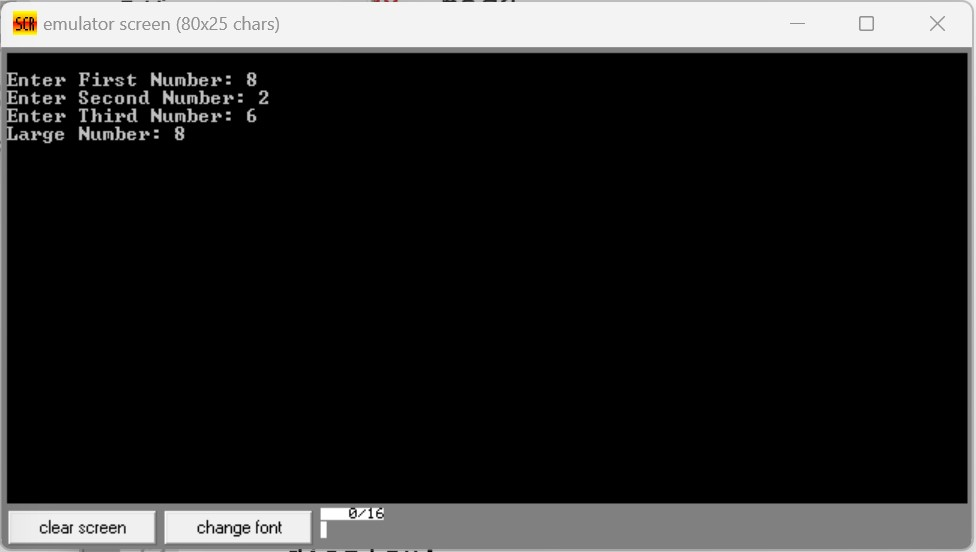 SCR emulator screen (80x25 chars)
Enter First Number: 8
Enter Second Number: 2
Enter Third Number: 6
Large Number: 8
clear screen
change font
0/16